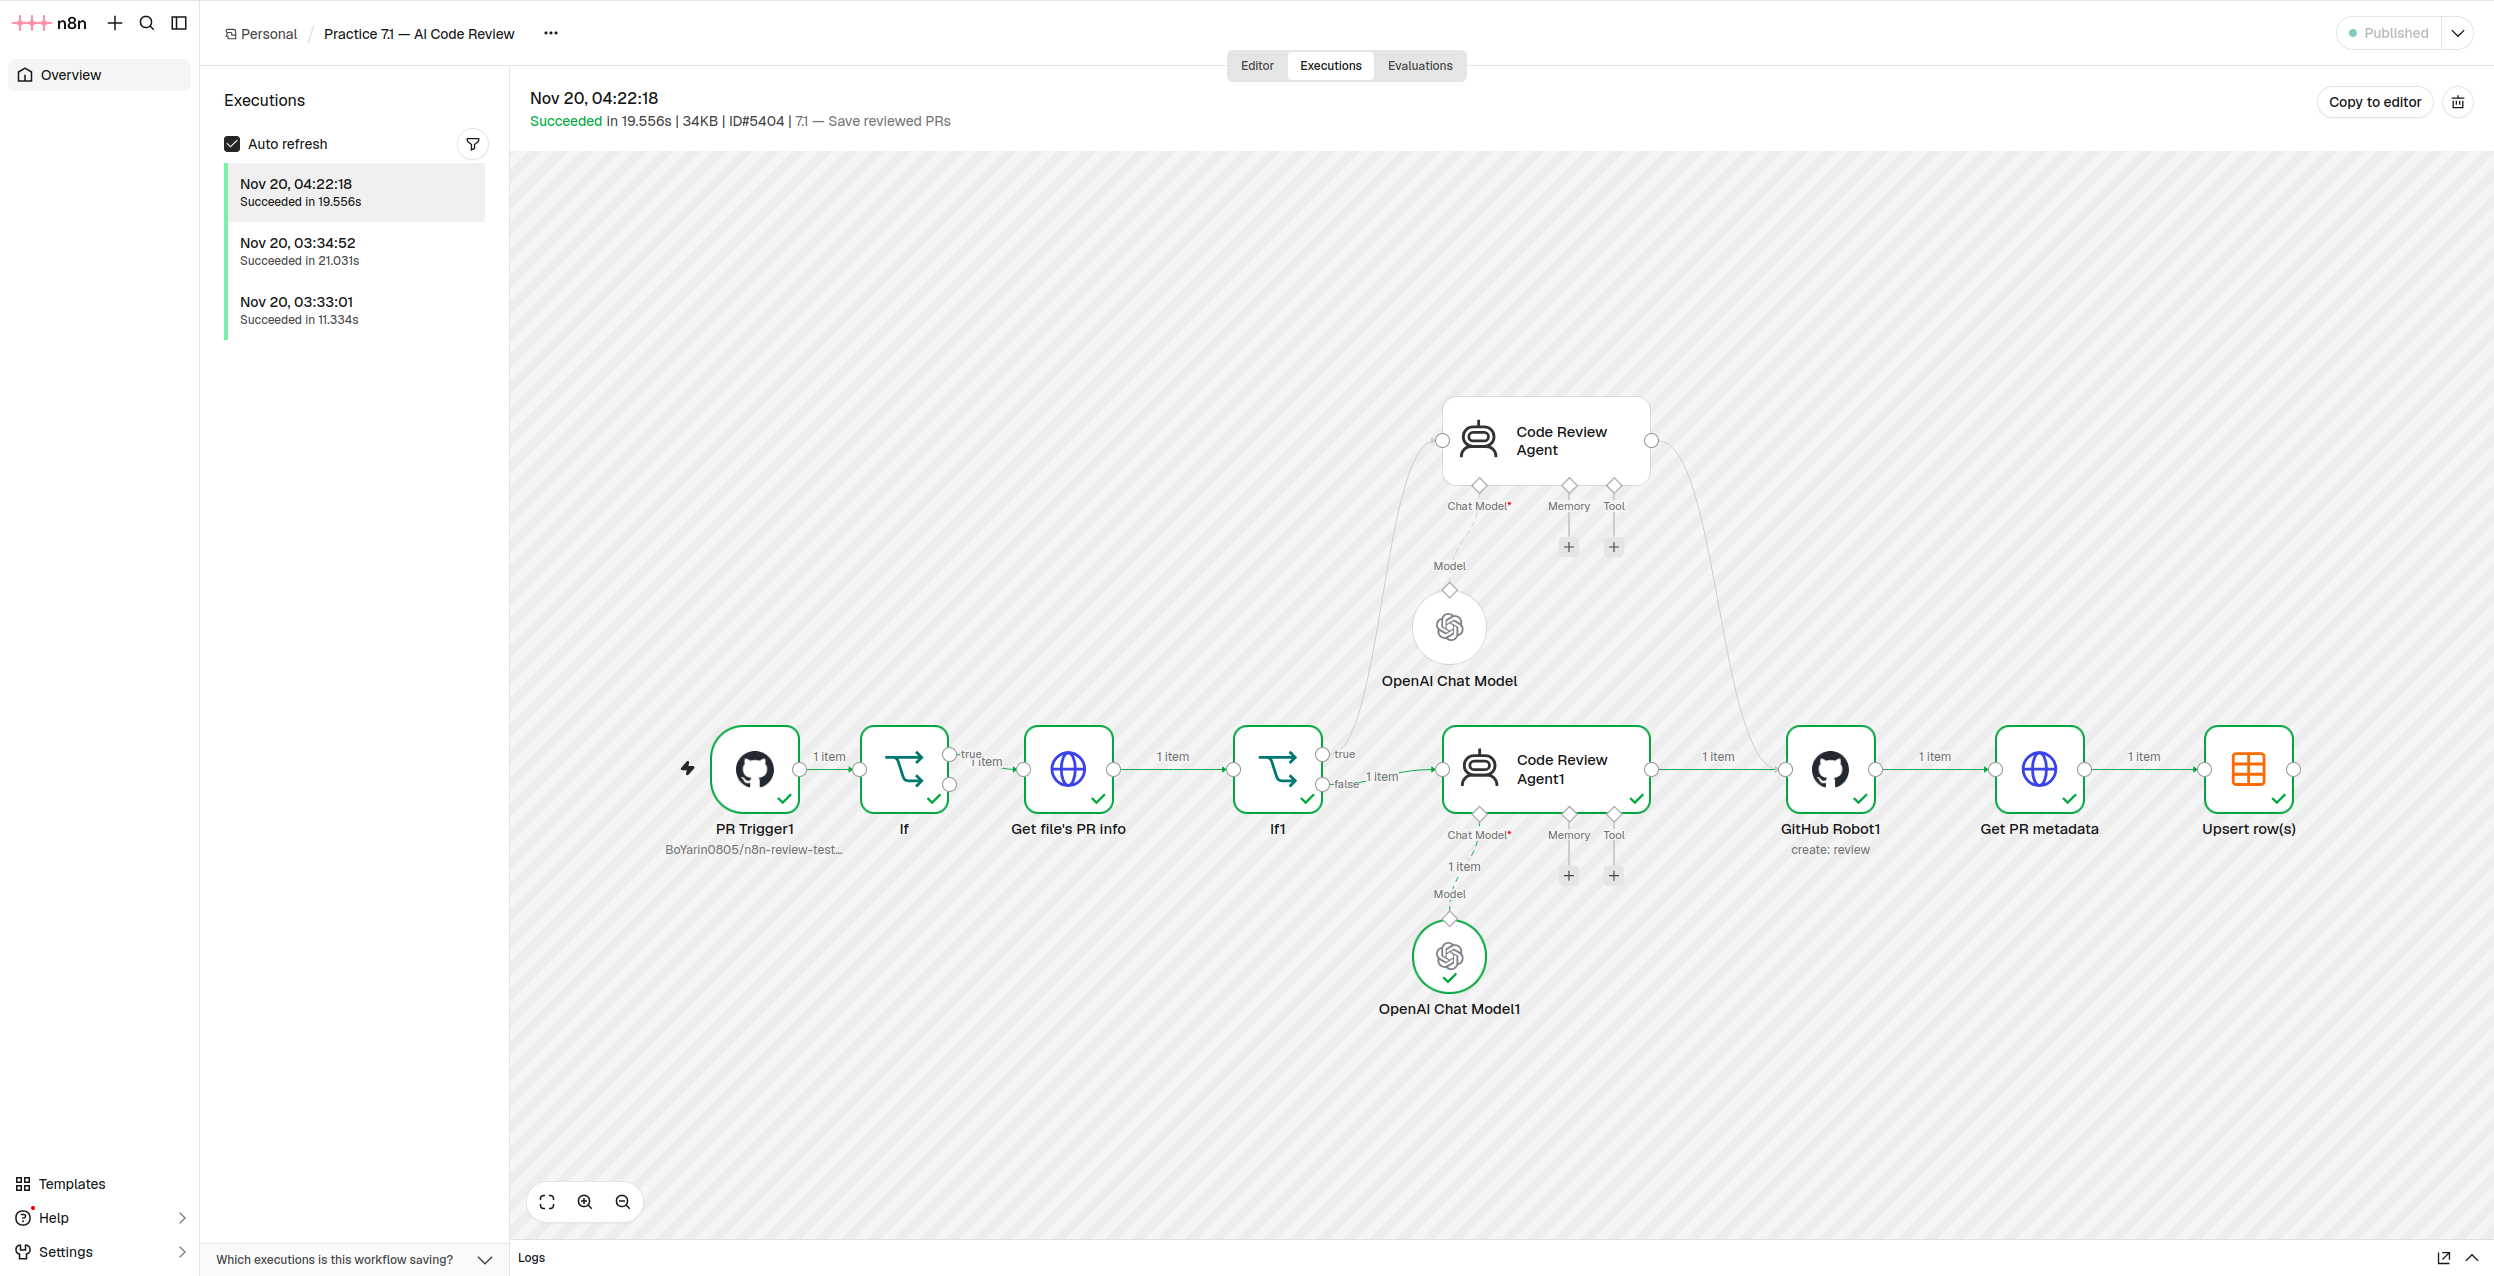 n8n
Overview
Personal / Practice 7.1 — AI Code Review
Published
Editor
Executions
Evaluations
Executions
Auto refresh
Nov 20, 04:22:18
Succeeded in 19.556s
Nov 20, 03:34:52
Succeeded in 21.031s
Nov 20, 03:33:01
Succeeded in 11.334s
Nov 20, 04:22:18
Succeeded in 19.556s | 34KB | ID#5404 | 7.1 — Save reviewed PRs
Copy to editor
Code Review
Agent
Chat Model*
Memory
Tool
Model
OpenAI Chat Model
1 item
true
1 item
1 item
true
false
1 item
Code Review
Agent1
1 item
1 item
1 item
PR Trigger1
BoYarin0805/n8n-review-test...
If
Get file's PR info
If1
Chat Model*
Memory
Tool
1 item
Model
OpenAI Chat Model1
GitHub Robot1
create: review
Get PR metadata
Upsert row(s)
Templates
Help
Settings
Which executions is this workflow saving?
Logs